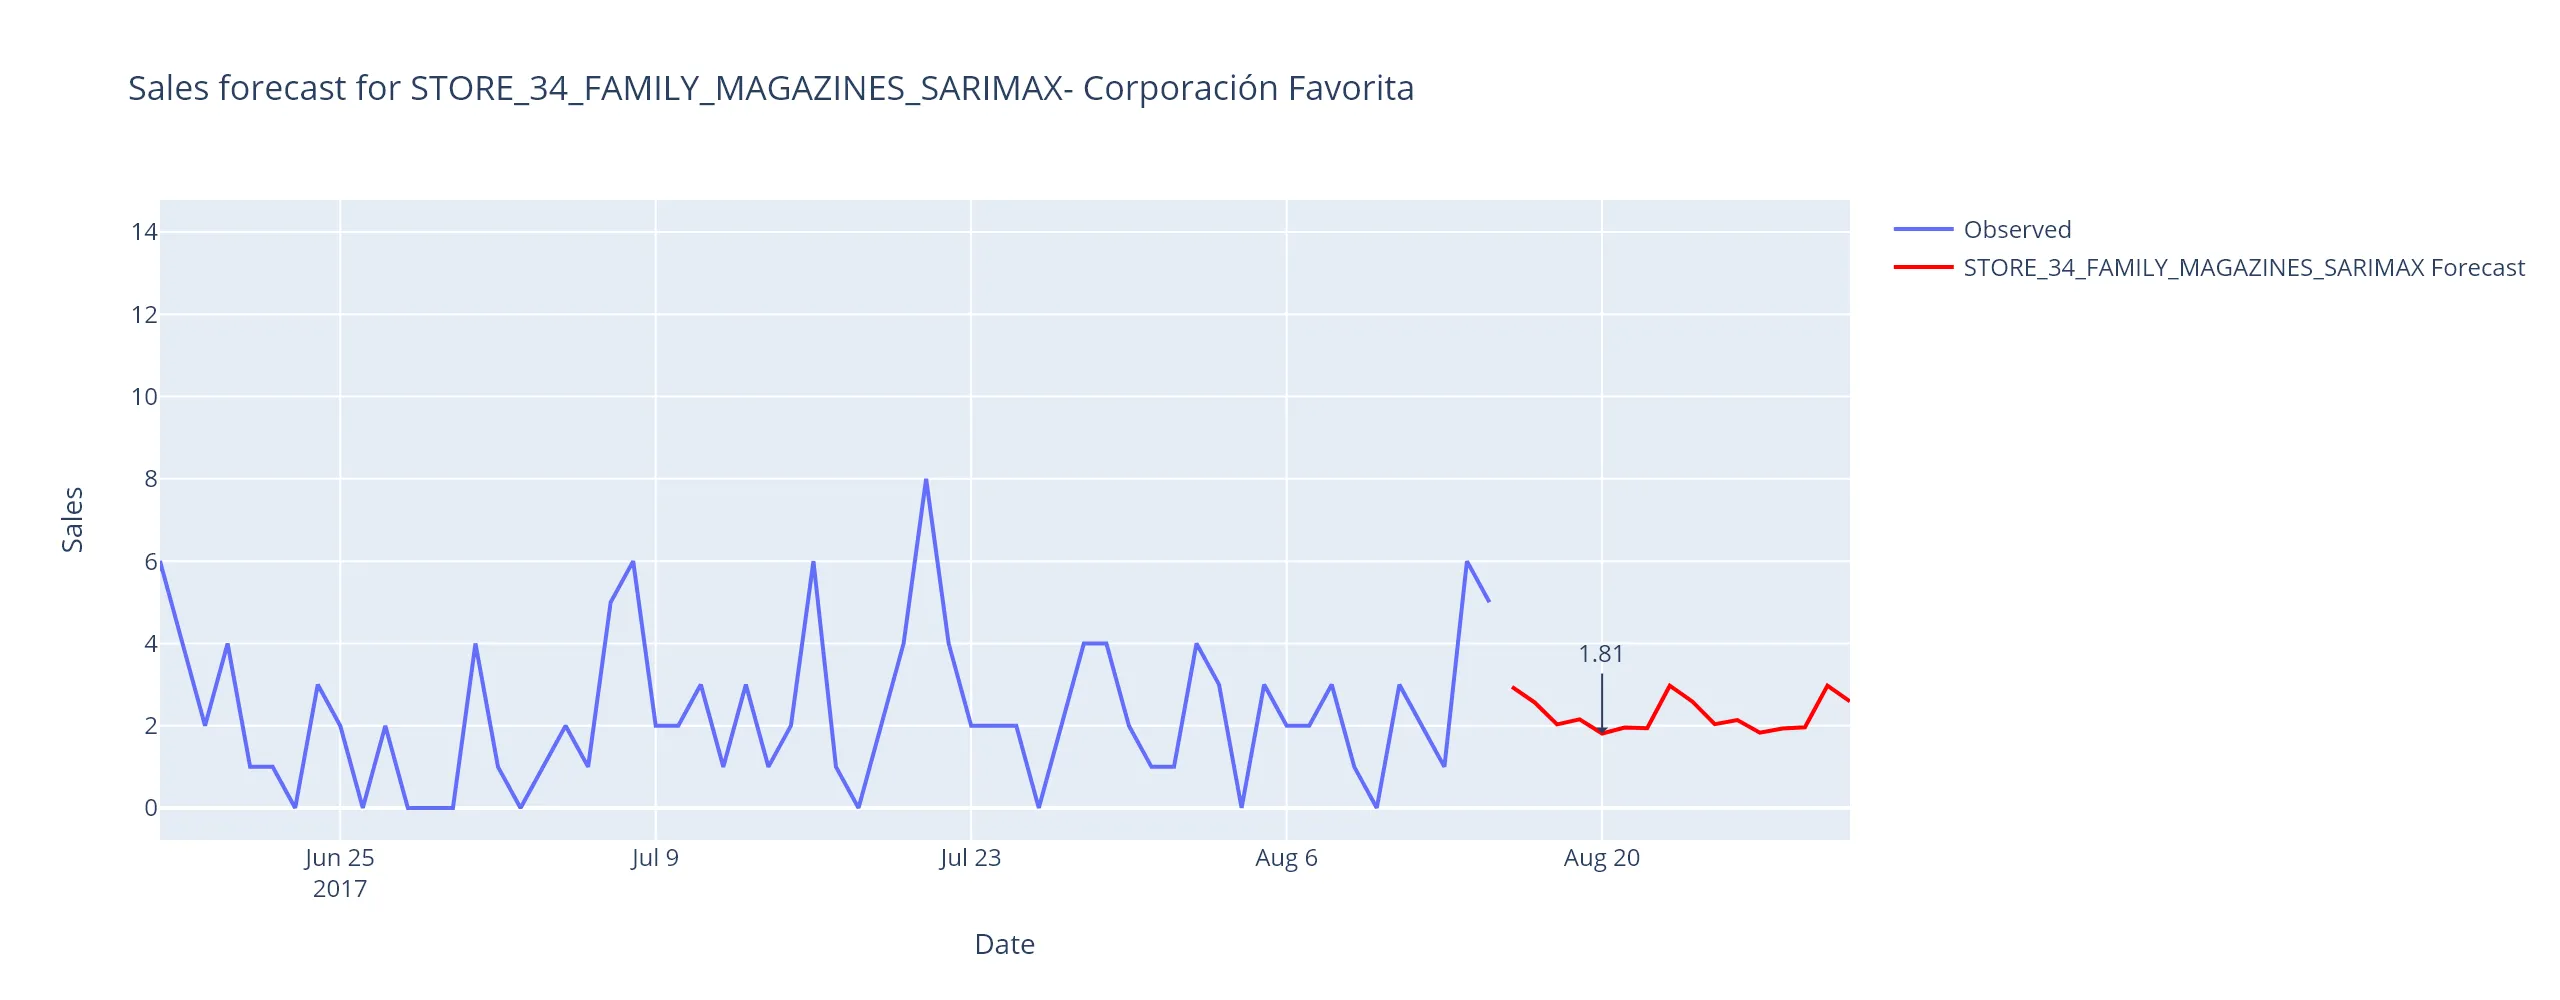 Sales forecast for STORE_34_FAMILY_MAGAZINES_SARIMAX- Corporación Favorita
Observed
STORE_34_FAMILY_MAGAZINES_SARIMAX Forecast
14
12
10
8
6
4
2
0
Sales
1.81
Jun 25
2017
Jul 9
Jul 23
Aug 6
Aug 20
Date